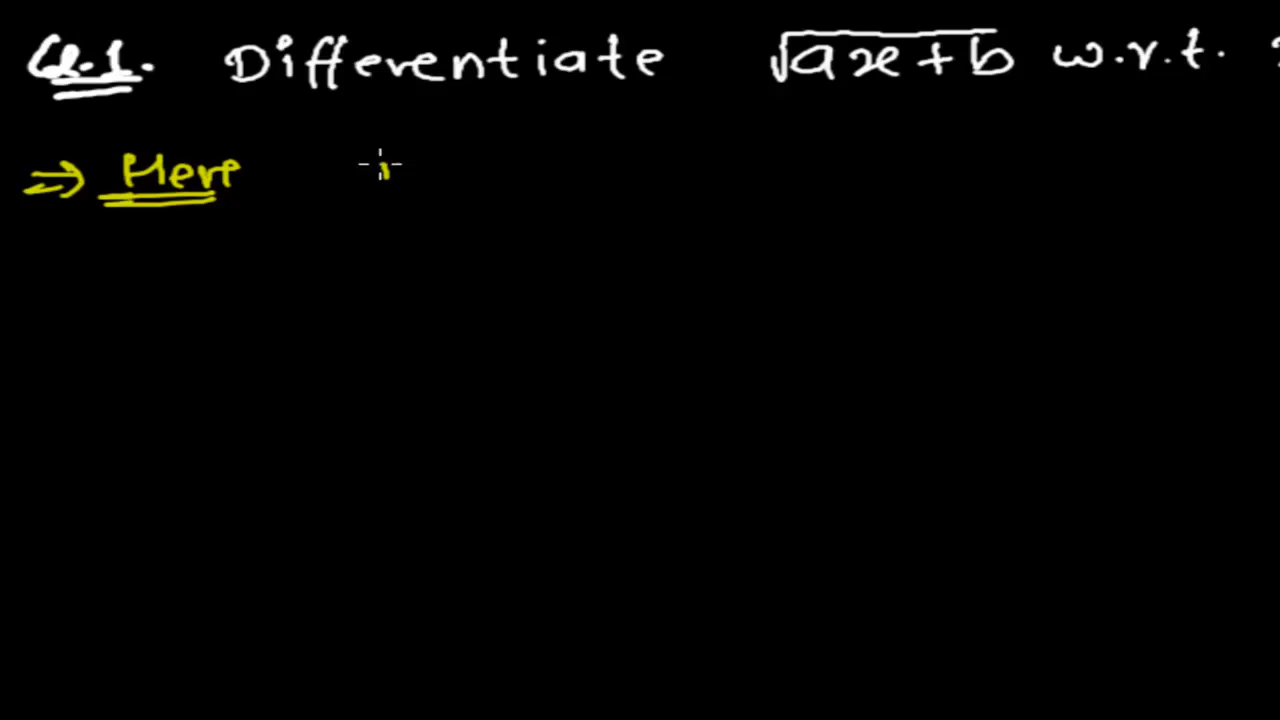 Q.1. Differentiate √ax+b w.r.t.
⇒ Here